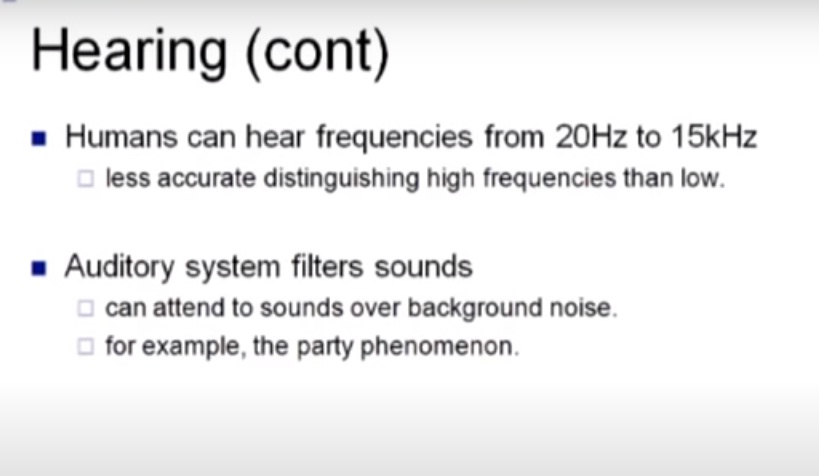 Hearing (cont)
Humans can hear frequencies from 20Hz to 15kHz
less accurate distinguishing high frequencies than low.
Auditory system filters sounds
can attend to sounds over background noise.
for example, the party phenomenon.